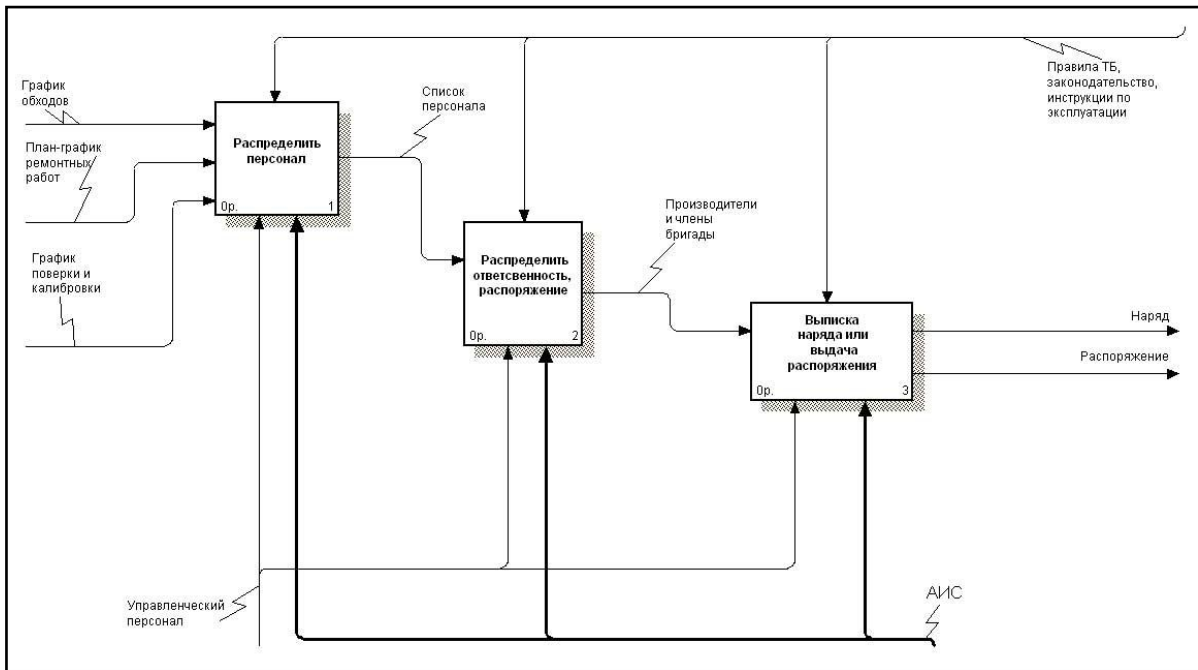 Правила ТБ,
законодательство,
инструкции по
эксплуатации
График
обходов
План-график
ремонтных
работ
График
поверки и
калибровки
Распределить
персонал
0р.
1
Список
персонала
Распределить
ответсвенность,
распоряжение
0р.
2
Производители
и члены
бригады
Выписка
наряда или
выдача
распоряжения
0р.
3
Наряд
Распоряжение
Управленческий
персонал
АИС